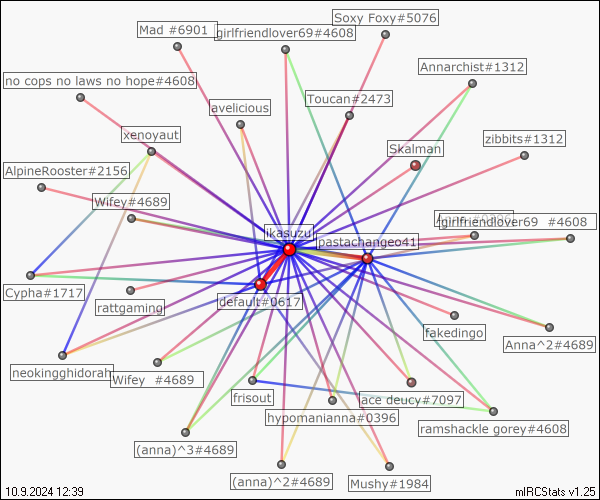 Soxy Foxy#5076
Mad #6901
girlfriendlover69#4608
Annarchist#1312
no cops no laws no hope#4608
Toucan#2473
avelicious
xenoyaut
zibbits#1312
Skalman
AlpineRooster#2156
Wifey#4689
girlfriendlover69 #4608
ikasuzu
pastachangeo41
Cypha#1717
default#0617
rattgaming
fakedingo
Anna^2#4689
neokingghidorah
Wifey #4689
frisout
ace deucy#7097
hypomanianna#0396
ramshackle gorey#4608
(anna)^3#4689
(anna)^2#4689
Mushy#1984
10.9.2024 12:39
mIRCStats v1.25